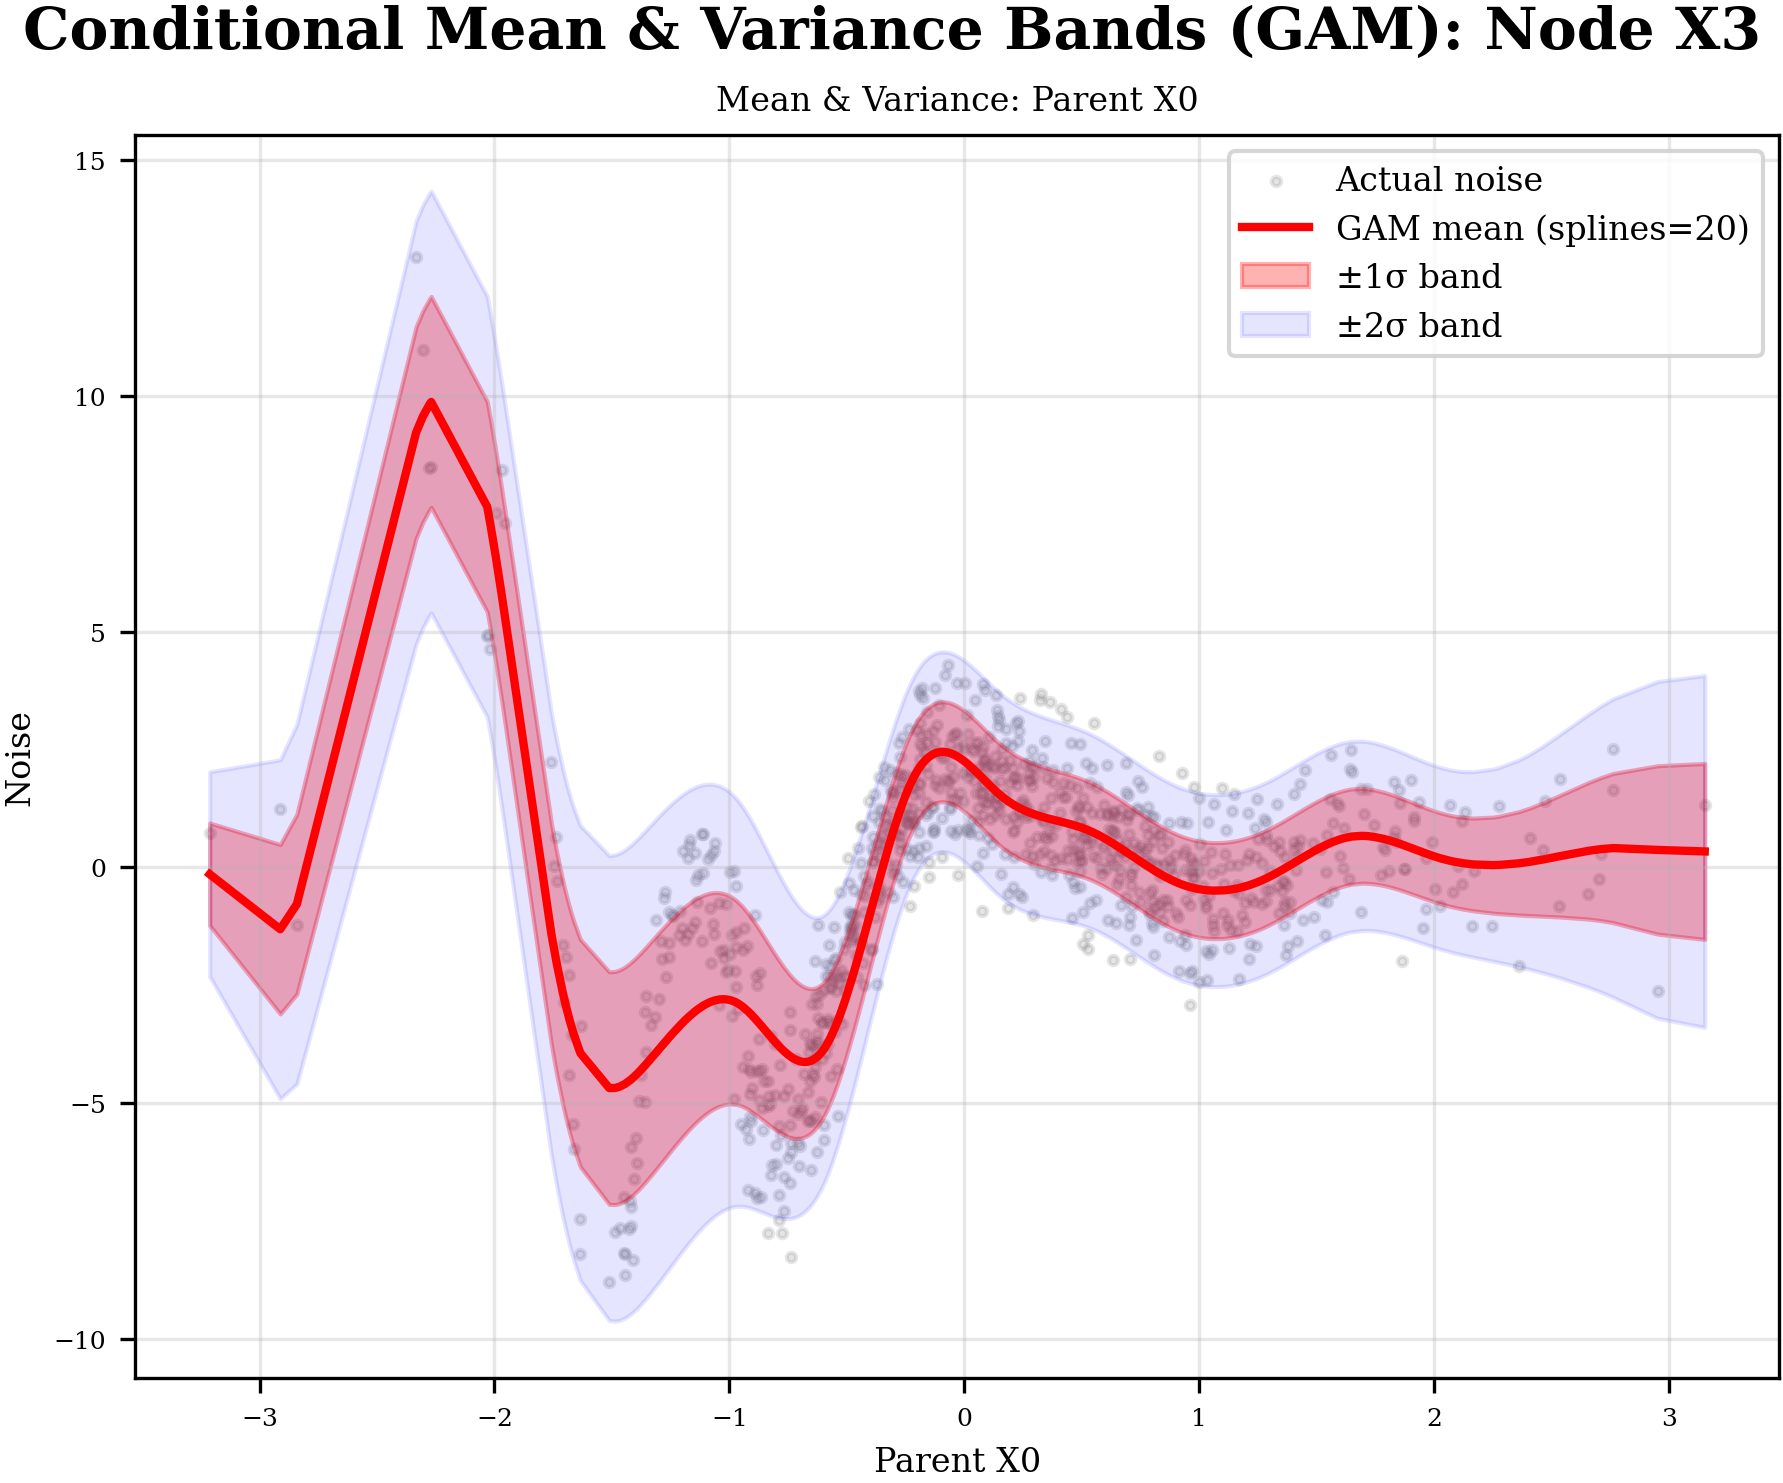 Conditional Mean & Variance Bands (GAM): Node X3
Mean & Variance: Parent X0
Actual noise
GAM mean (splines=20)
±1σ band
±2σ band
15
10
5
0
−5
−10
Noise
−3
−2
−1
0
1
2
3
Parent X0